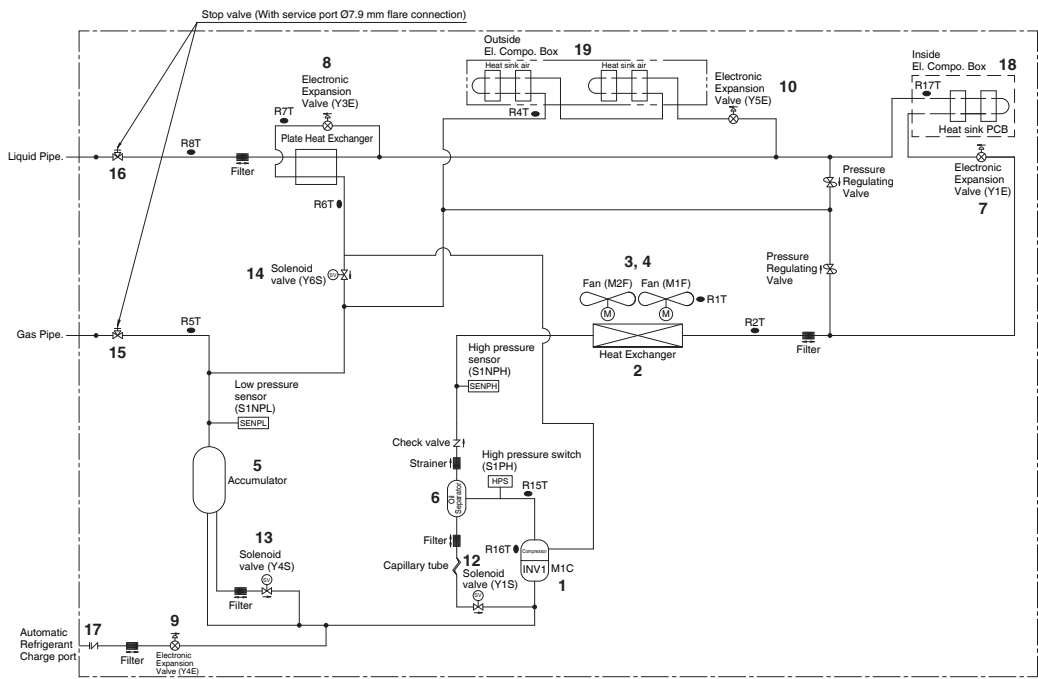 Stop valve (With service port Ø7.9 mm flare connection)
Outside
El. Compo. Box
19
Heat sink air
Heat sink air
R4T
Inside
El. Compo. Box
18
R17T
Heat sink PCB
8
Electronic
Expansion
Valve (Y3E)
R7T
Plate Heat Exchanger
Electronic
Expansion
Valve (Y5E)
10
Liquid Pipe.
16
R8T
Filter
R6T
Pressure
Regulating
Valve
Electronic
Expansion
Valve (Y1E)
7
14
Solenoid
valve (Y6S)
SV
3, 4
Fan (M2F)
Fan (M1F)
M
M
R1T
Pressure
Regulating
Valve
Gas Pipe.
15
R5T
Heat Exchanger
2
R2T
Filter
High pressure
sensor
(S1NPH)
SENPH
Low pressure
sensor
(S1NPL)
SENPL
Check valve
Strainer
High pressure switch
(S1PH)
HPS
R15T
5
Accumulator
6
Oil
Separator
Filter
Capillary tube
R16T
Compressor
INV1
M1C
1
12
Solenoid
valve (Y1S)
SV
13
Solenoid
valve (Y4S)
SV
Filter
Automatic
Refrigerant
Charge port
17
Filter
9
Electronic
Expansion
Valve (Y4E)